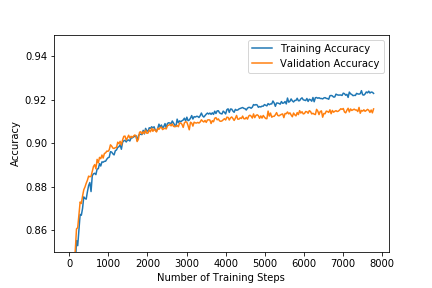 Training Accuracy
Validation Accuracy
0.94
0.92
0.90
0.88
0.86
Accuracy
0 1000 2000 3000 4000 5000 6000 7000 8000
Number of Training Steps